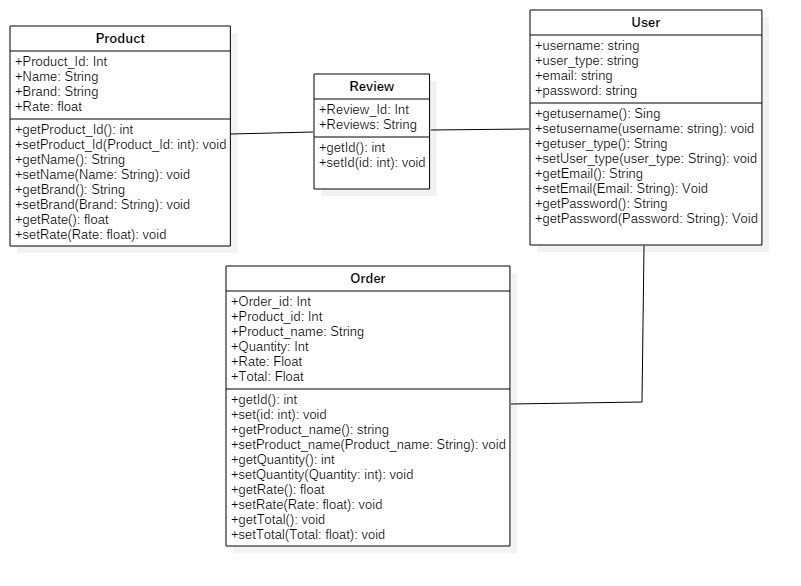 Product
+Product_Id: Int
+Name: String
+Brand: String
+Rate: float
+getProduct_Id(): int
+setProduct_Id(Product_Id: int): void
+getName(): String
+setName(Name: String): void
+getBrand(): String
+setBrand(Brand: String): void
+getRate(): float
+setRate(Rate: float): void
Review
+Review_Id: Int
+Reviews: String
+getId(): int
+setId(id: int): void
User
+username: string
+user_type: string
+email: string
+password: string
+getusername(): Sing
+setusername(username: string): void
+getuser_type(): String
+setUser_type(user_type: String): void
+getEmail(): String
+setEmail(Email: String): Void
+getPassword(): String
+getPassword(Password: String): Void
Order
+Order_id: Int
+Product_id: Int
+Product_name: String
+Quantity: Int
+Rate: Float
+Total: Float
+getId(): int
+set(id: int): void
+getProduct_name(): string
+setProduct_name(Product_name: String): void
+getQuantity(): int
+setQuantity(Quantity: int): void
+getRate(): float
+setRate(Rate: float): void
+getTotal(): void
+setTotal(Total: float): void